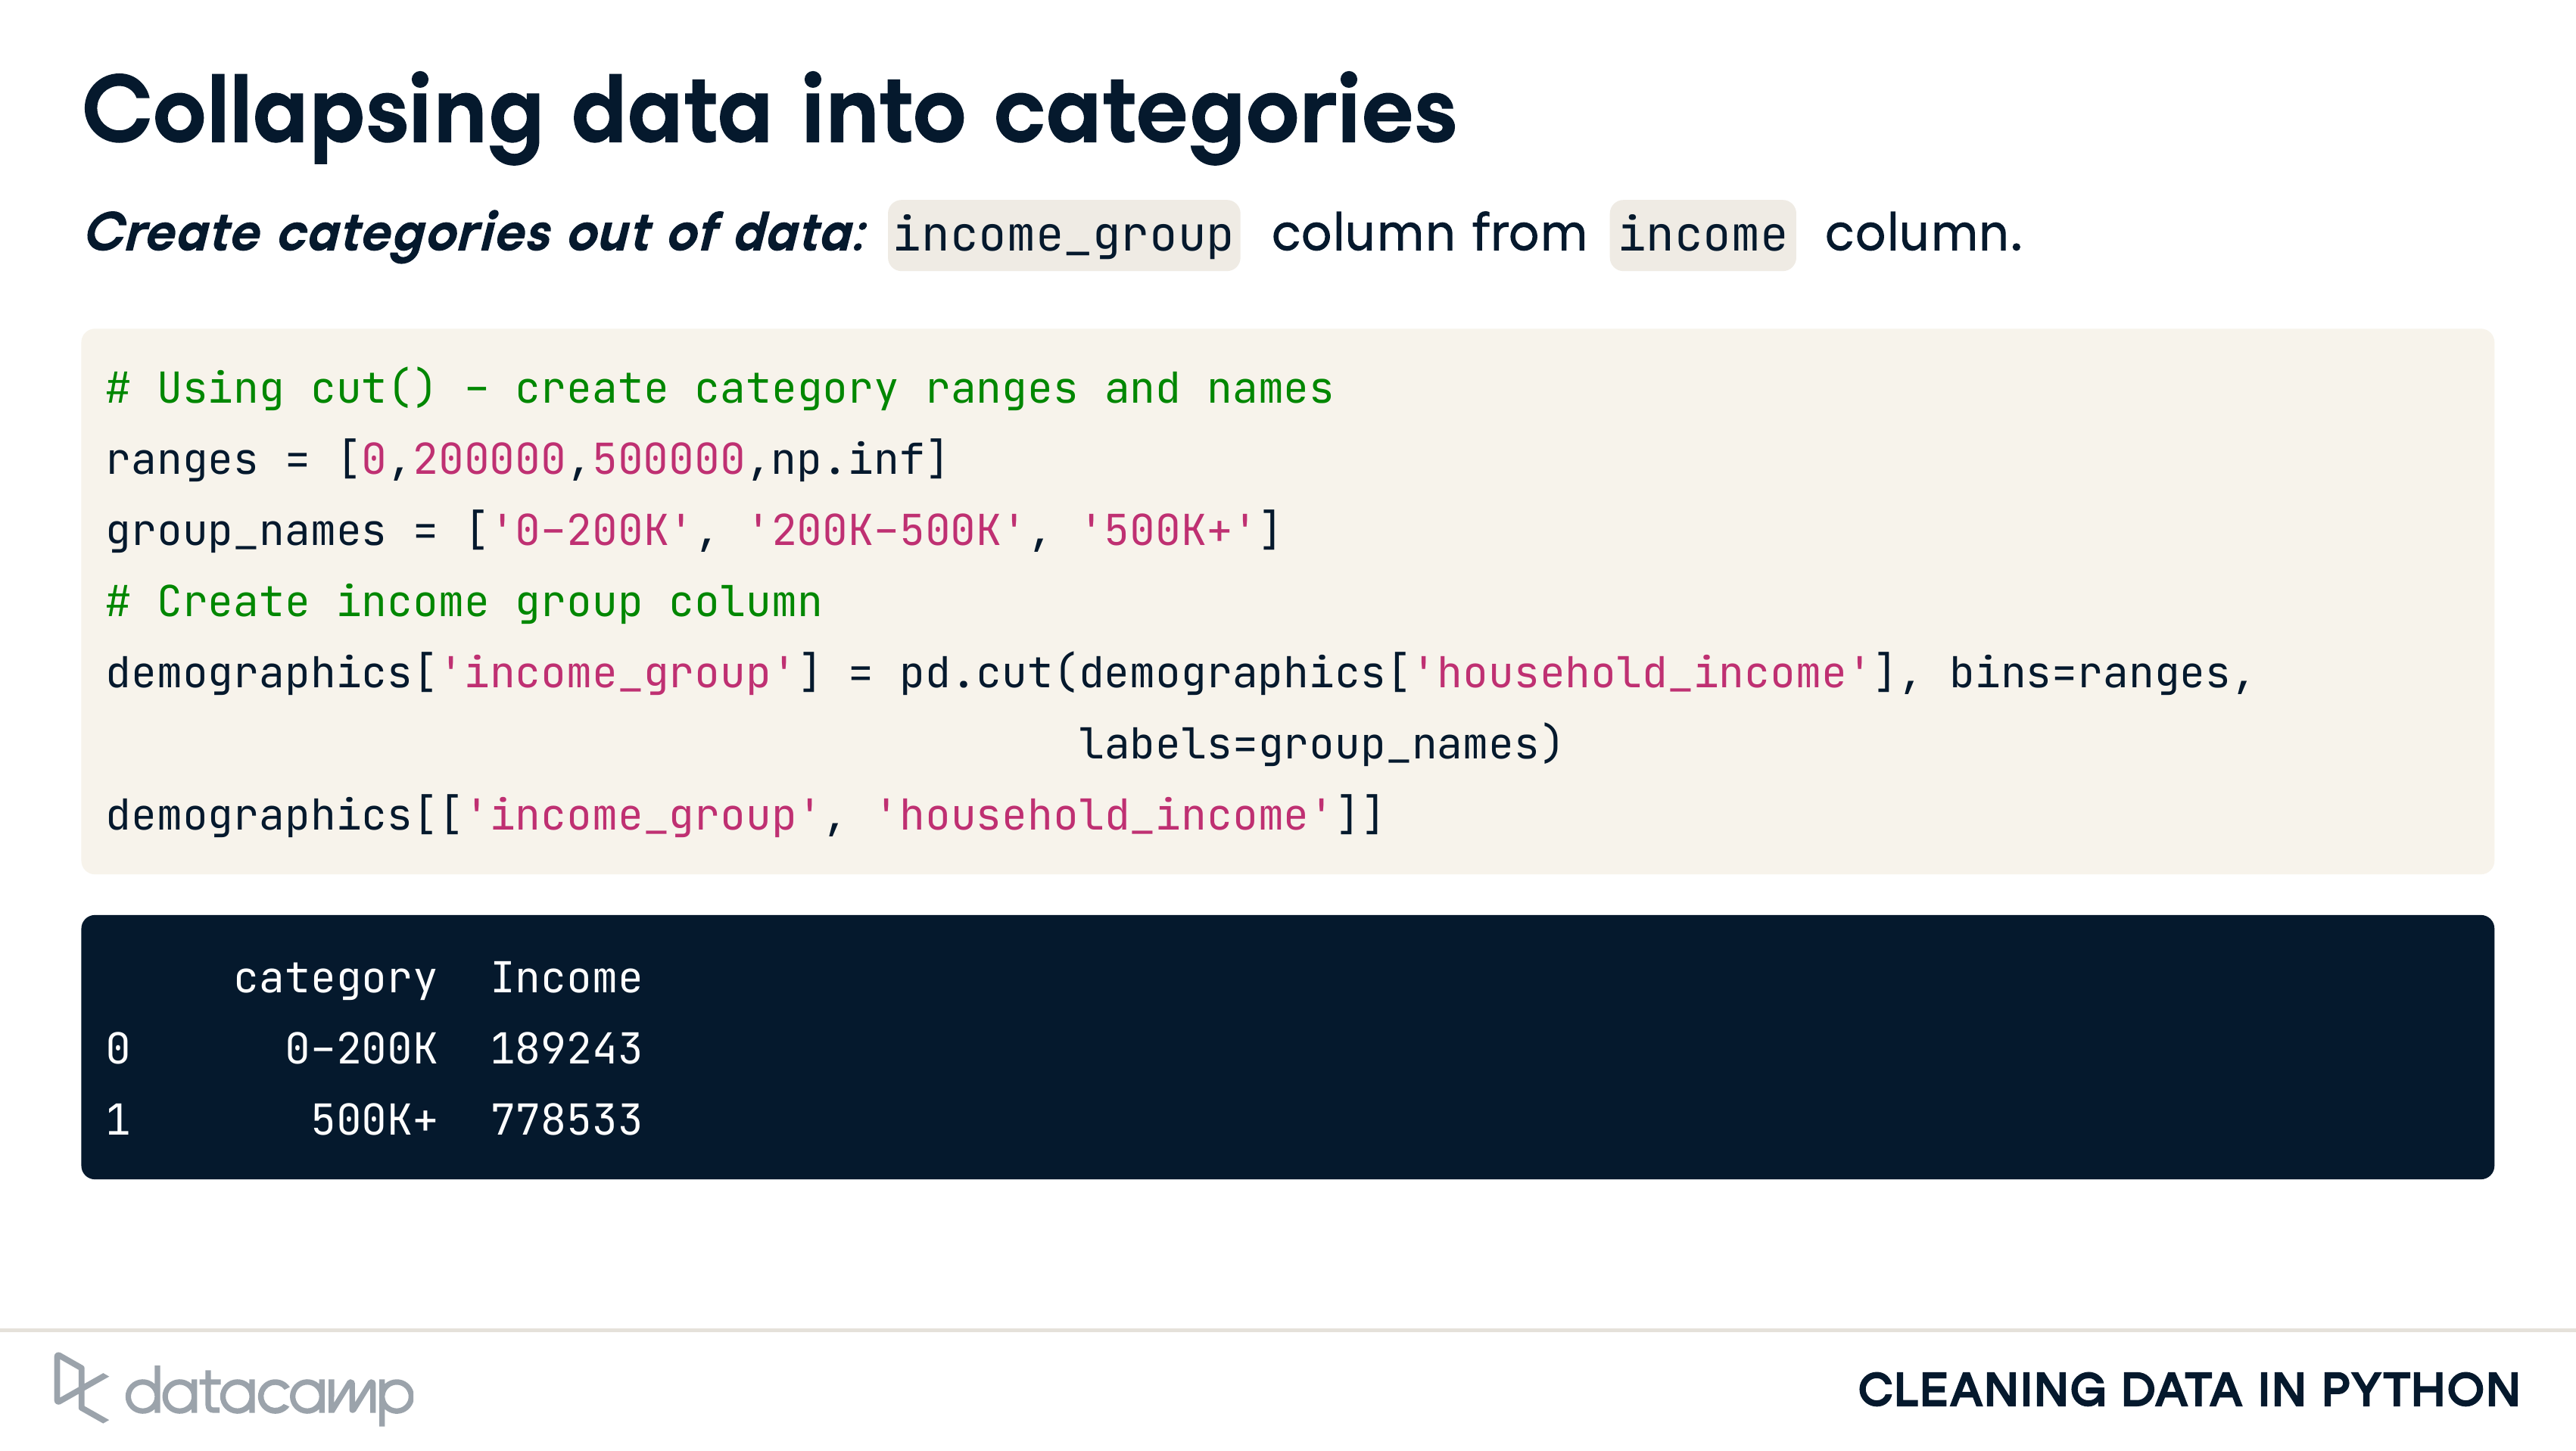 Collapsing data into categories
Create categories out of data: income_group column from income column.
# Using cut() - create category ranges and names
ranges = [0,200000,500000,np.inf]
group_names = ['0-200K', '200K-500K', '500K+']
# Create income group column
demographics['income_group'] = pd.cut(demographics['household_income'], bins=ranges,
labels=group_names)
demographics[['income_group', 'household_income']]
category Income
0 0-200K 189243
1 500K+ 778533
datacamp
CLEANING DATA IN PYTHON